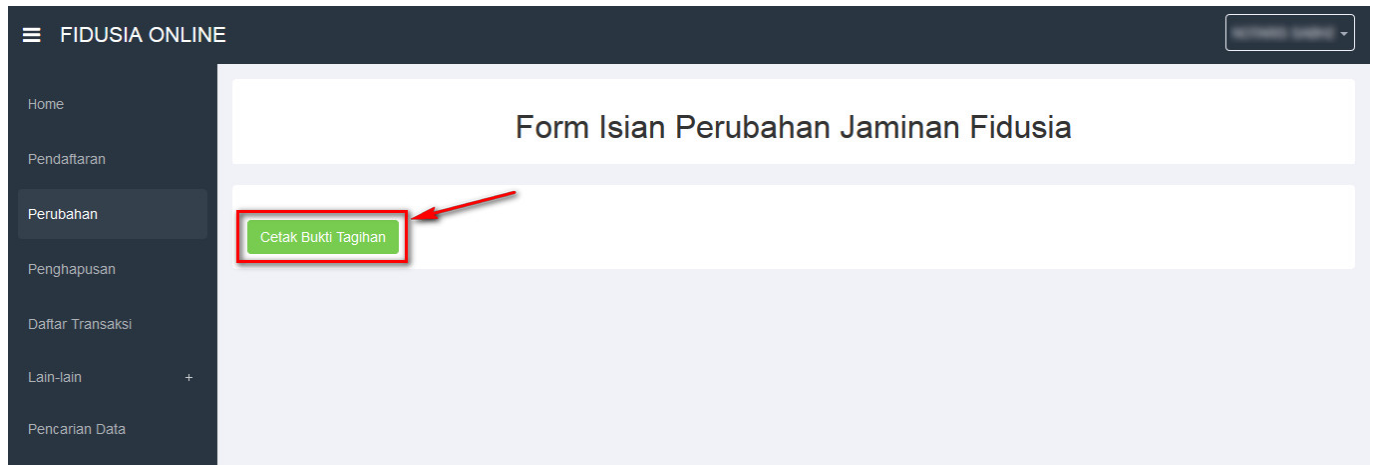 FIDUSIA ONLINE
Home
Pendaftaran
Perubahan
Penghapusan
Daftar Transaksi
Lain-lain +
Pencarian Data
Form Isian Perubahan Jaminan Fidusia
Cetak Bukti Tagihan